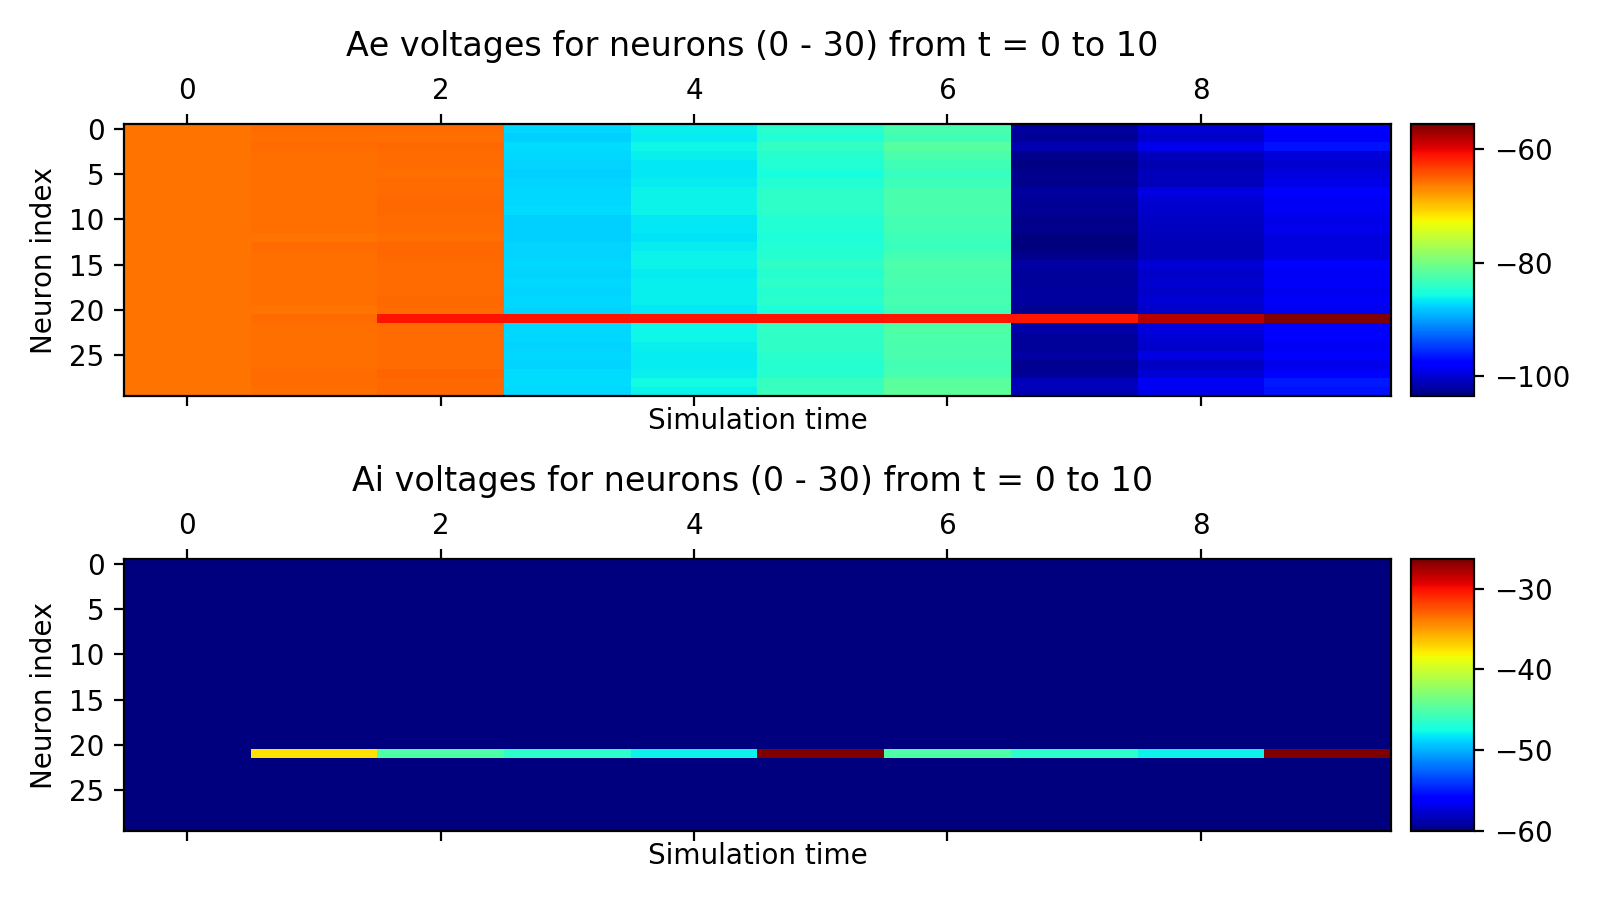 Ae voltages for neurons (0 - 30) from t = 0 to 10
0 2 4 6 8
Neuron index
0
5
10
15
20
25
−60
−80
−100
Simulation time
Ai voltages for neurons (0 - 30) from t = 0 to 10
0 2 4 6 8
Neuron index
0
5
10
15
20
25
−30
−40
−50
−60
Simulation time